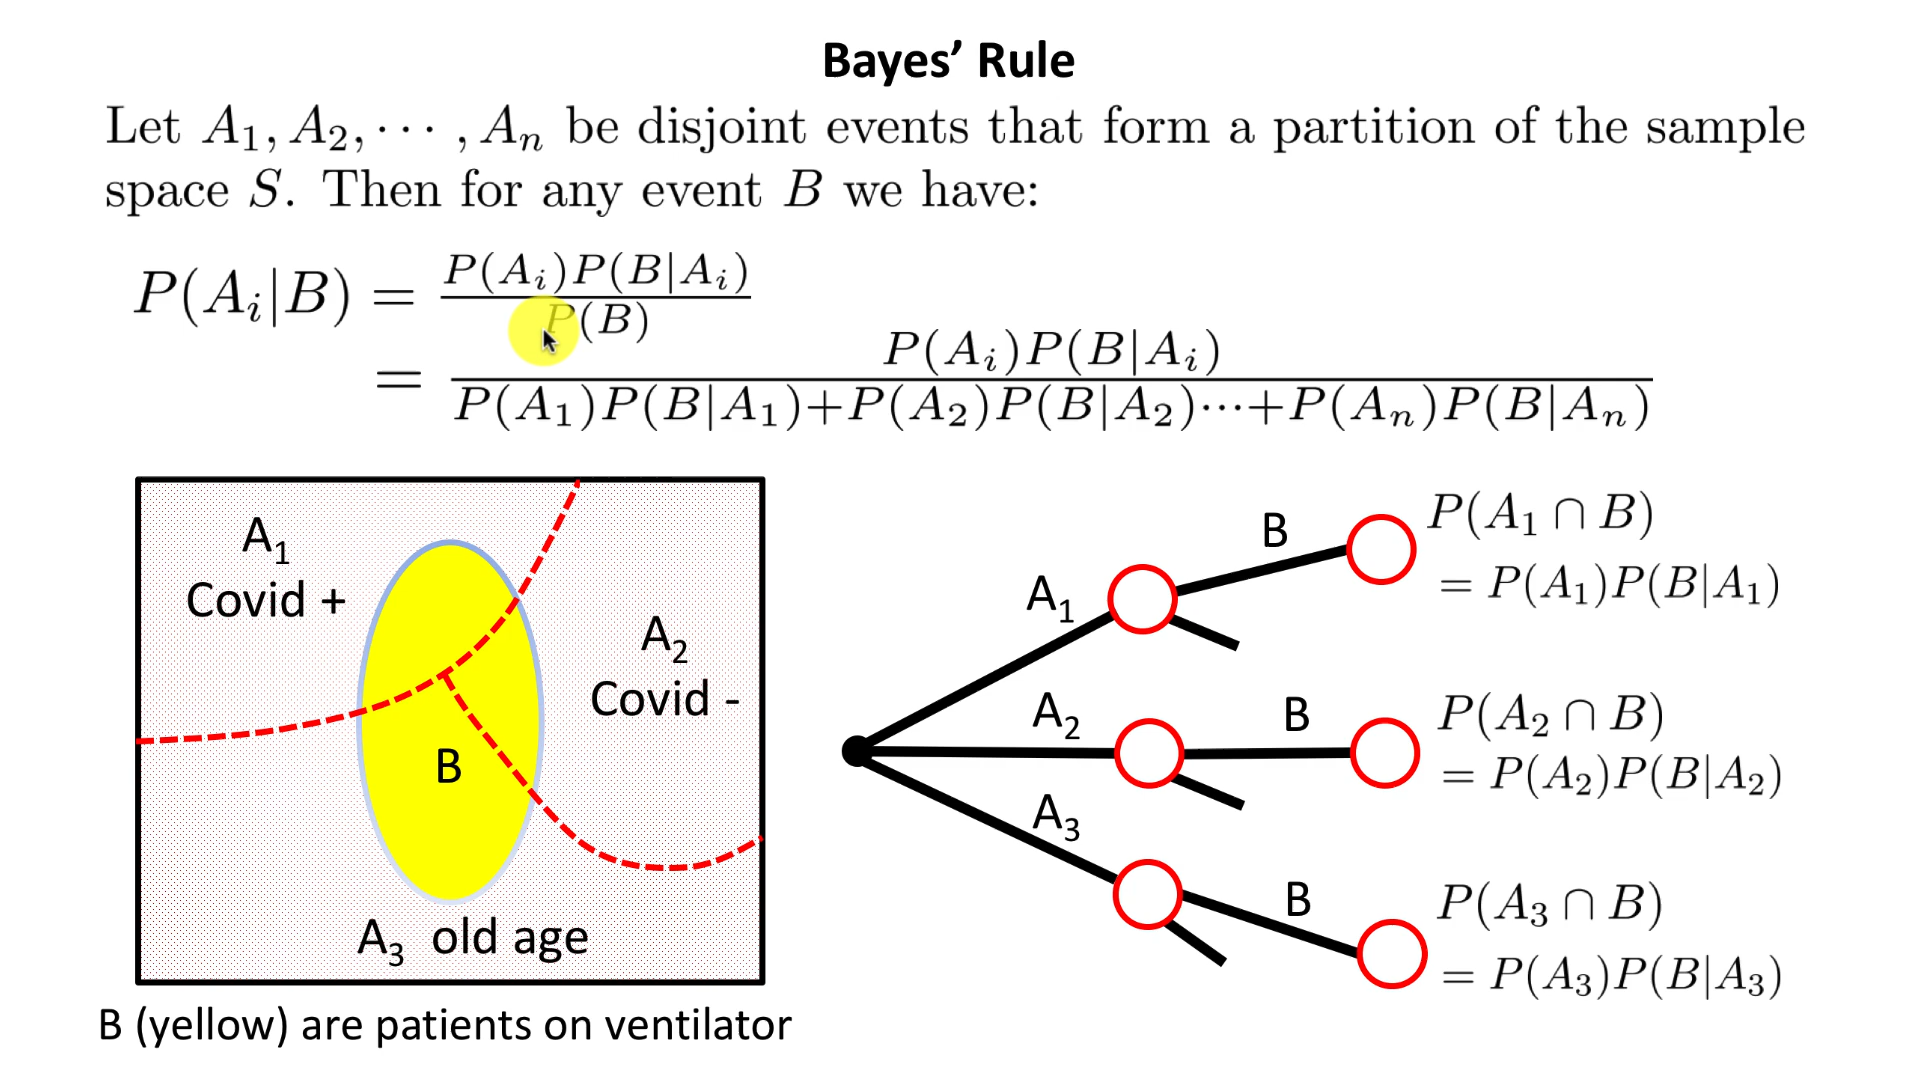 Bayes’ Rule
Let A₁, A₂, ⋯ , Aₙ be disjoint events that form a partition of the sample
space S. Then for any event B we have:
P(Aᵢ|B) = P(Aᵢ)P(B|Aᵢ) / P(B)
= P(Aᵢ)P(B|Aᵢ) / P(A₁)P(B|A₁)+P(A₂)P(B|A₂)⋯+P(Aₙ)P(B|Aₙ)
A₁
Covid +
A₂
Covid -
B
A₃ old age
B (yellow) are patients on ventilator
A₁
B
P(A₁ ∩ B)
= P(A₁)P(B|A₁)
A₂
B
P(A₂ ∩ B)
= P(A₂)P(B|A₂)
A₃
B
P(A₃ ∩ B)
= P(A₃)P(B|A₃)